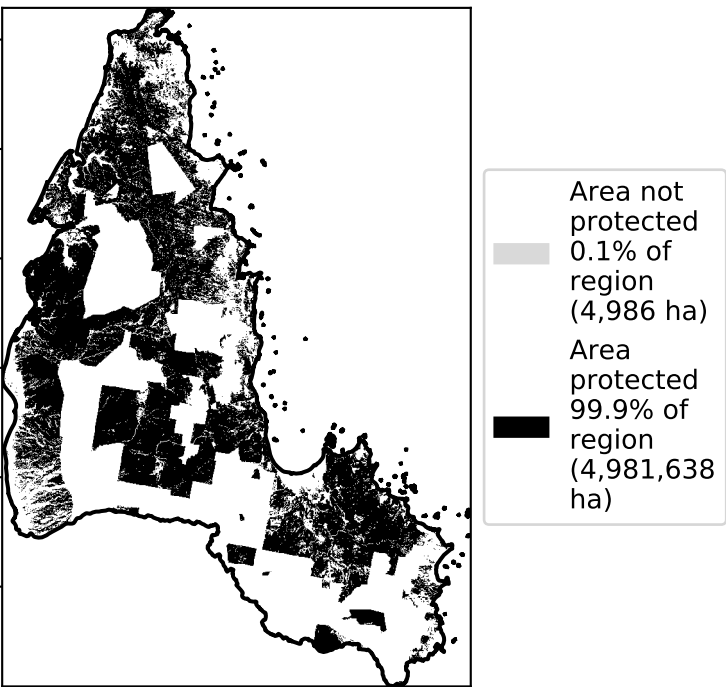 Area not
protected
0.1% of
region
(4,986 ha)
Area
protected
99.9% of
region
(4,981,638
ha)